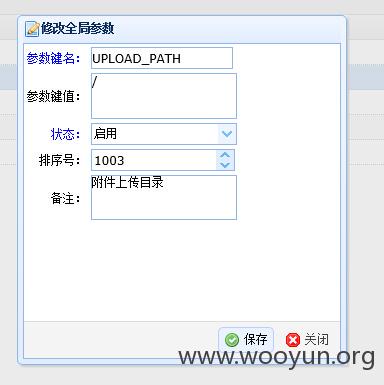 修改全局参数
参数键名： UPLOAD_PATH
参数键值： /
状态： 启用
排序号： 1003
备注： 附件上传目录
保存 关闭
www.wooyun.org